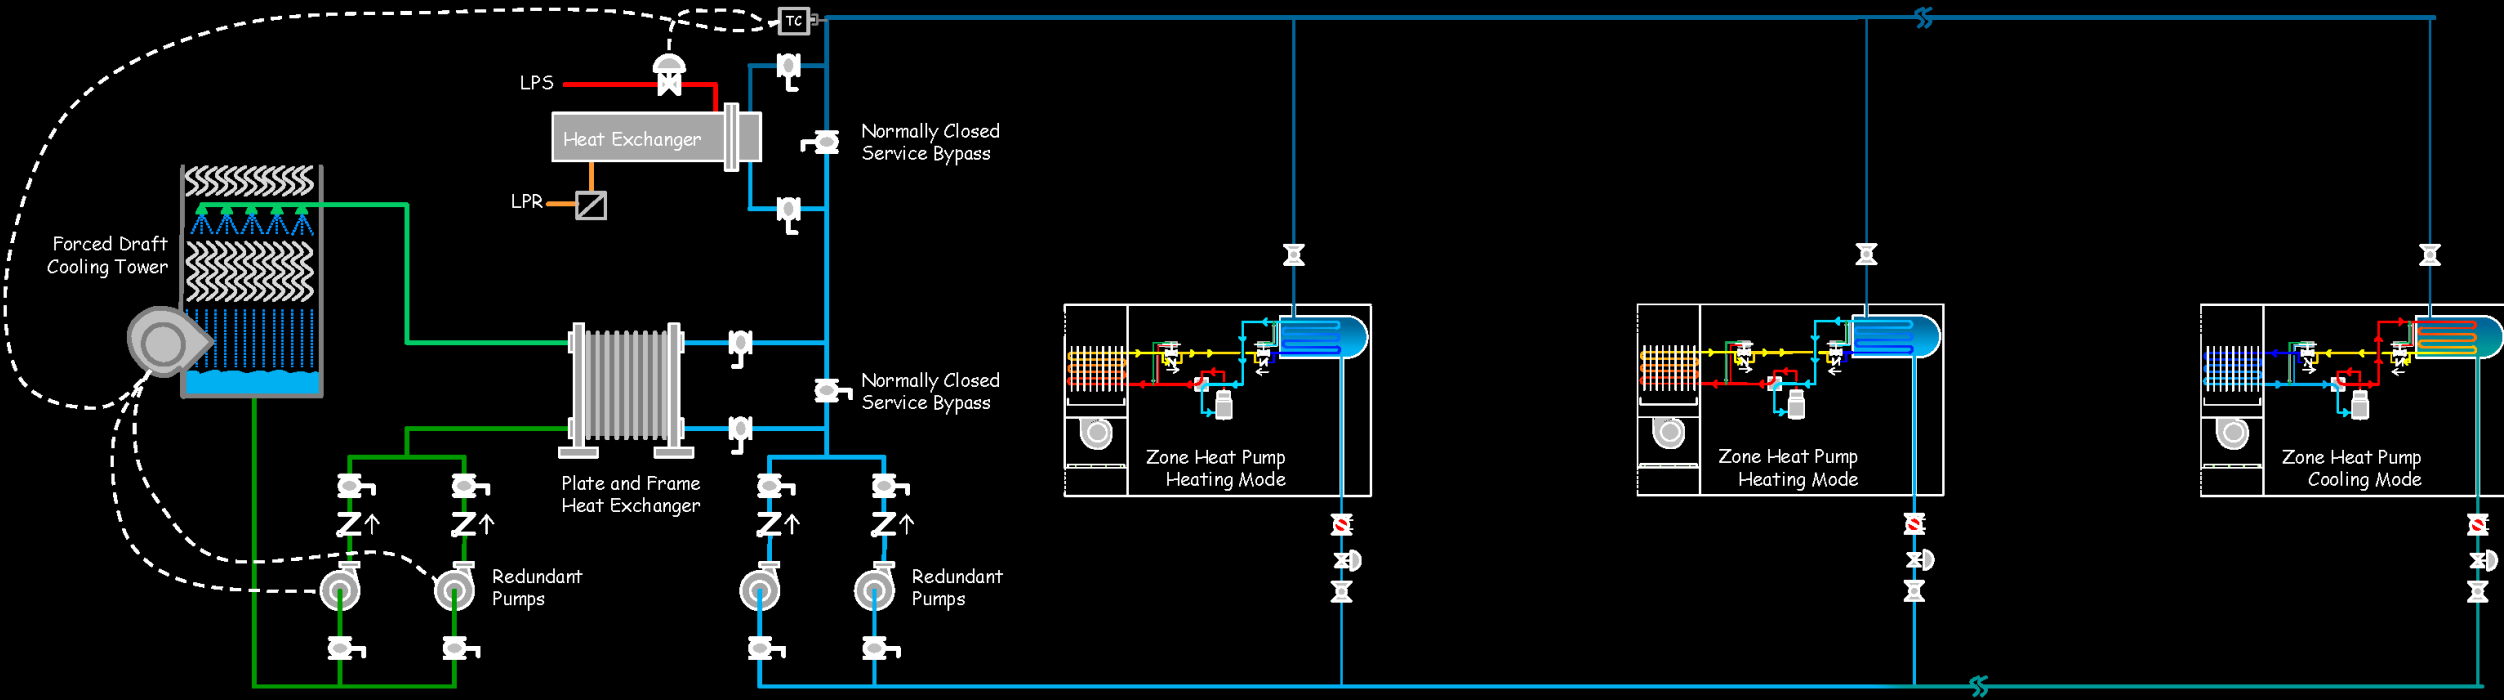 TC
LPS
Heat Exchanger
Normally Closed
Service Bypass
LPR
Forced Draft
Cooling Tower
Normally Closed
Service Bypass
Plate and Frame
Heat Exchanger
Zone Heat Pump
Heating Mode
Zone Heat Pump
Heating Mode
Zone Heat Pump
Cooling Mode
Redundant
Pumps
Redundant
Pumps